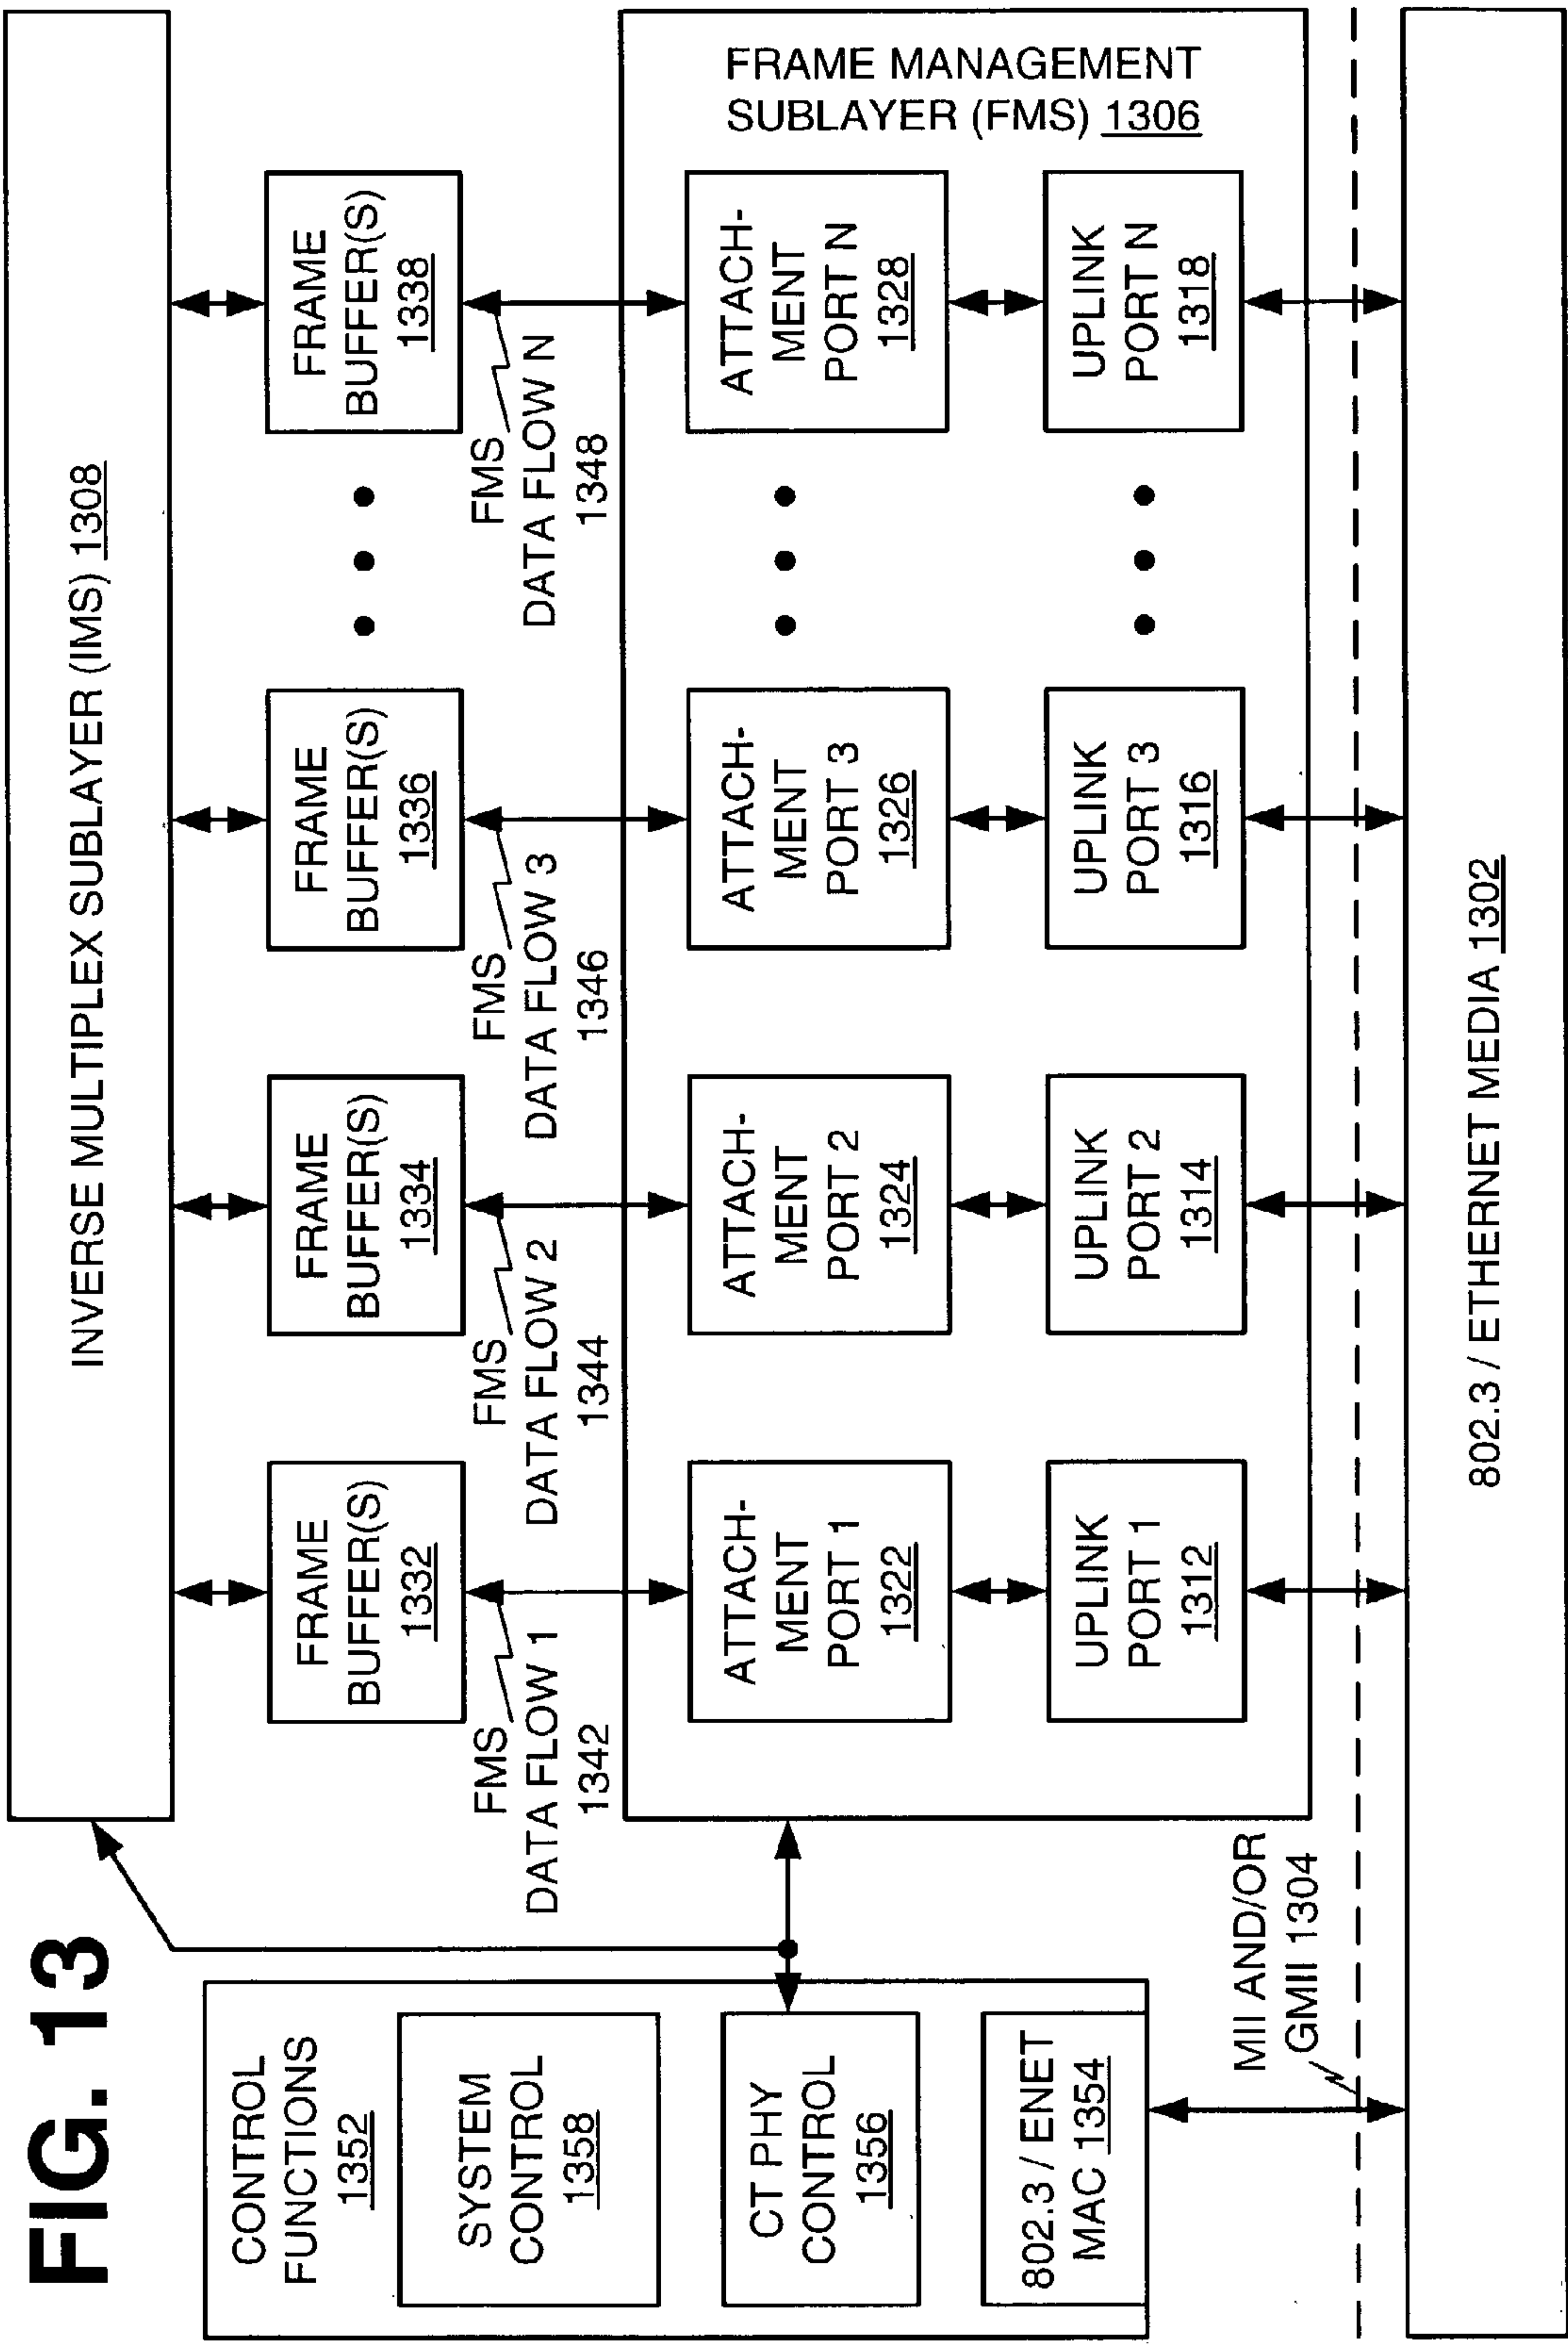 FIG. 13
INVERSE MULTIPLEX SUBLAYER (IMS) 1308
CONTROL
FUNCTIONS
1352
SYSTEM
CONTROL
1358
CT PHY
CONTROL
1356
802.3 / ENET
MAC 1354
FRAME
BUFFER(S)
1332
FRAME
BUFFER(S)
1334
FRAME
BUFFER(S)
1336
FRAME
BUFFER(S)
1338
FMS
DATA FLOW 1
1342
FMS
DATA FLOW 2
1344
FMS
DATA FLOW 3
1346
FMS
DATA FLOW N
1348
FRAME MANAGEMENT
SUBLAYER (FMS) 1306
ATTACH-
MENT
PORT 1
1322
ATTACH-
MENT
PORT 2
1324
ATTACH-
MENT
PORT 3
1326
ATTACH-
MENT
PORT N
1328
UPLINK
PORT 1
1312
UPLINK
PORT 2
1314
UPLINK
PORT 3
1316
UPLINK
PORT N
1318
MII AND/OR
GMII 1304
802.3 / ETHERNET MEDIA 1302